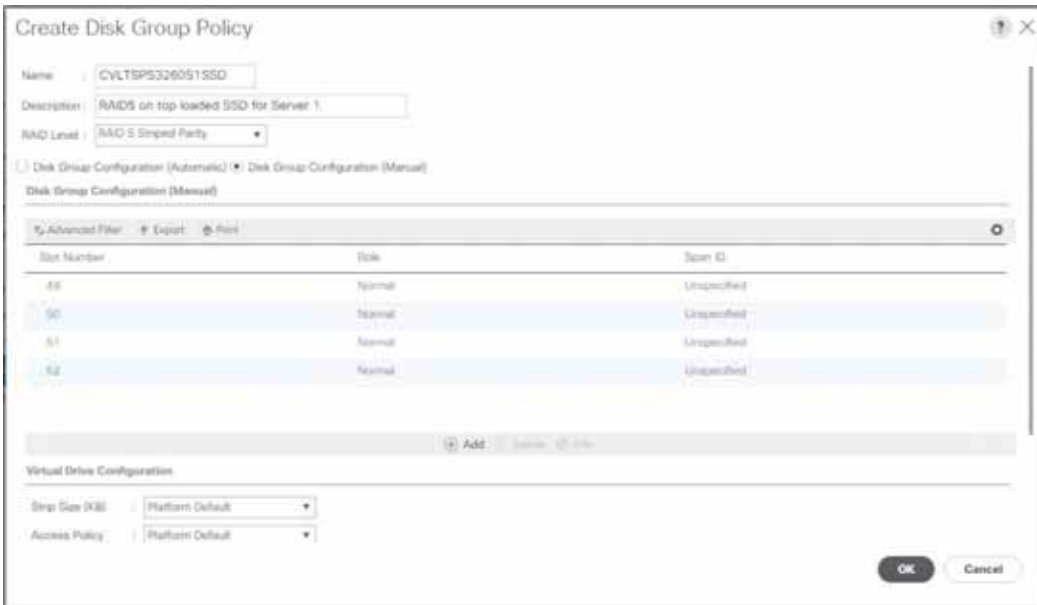 Create Disk Group Policy
? ×
Name : CVLTSPS3260S1SSD
Description : RAID5 on top loaded SSD for Server 1
RAID Level : RAID 5 Striped Parity
Disk Group Configuration (Automatic) Disk Group Configuration (Manual)
Disk Group Configuration (Manual)
Advanced Filter Export Print
Slot Number Role Span ID
49 Normal Unspecified
50 Normal Unspecified
51 Normal Unspecified
52 Normal Unspecified
Add Delete Info
Virtual Drive Configuration
Strip Size (KB) : Platform Default
Access Policy : Platform Default
OK Cancel